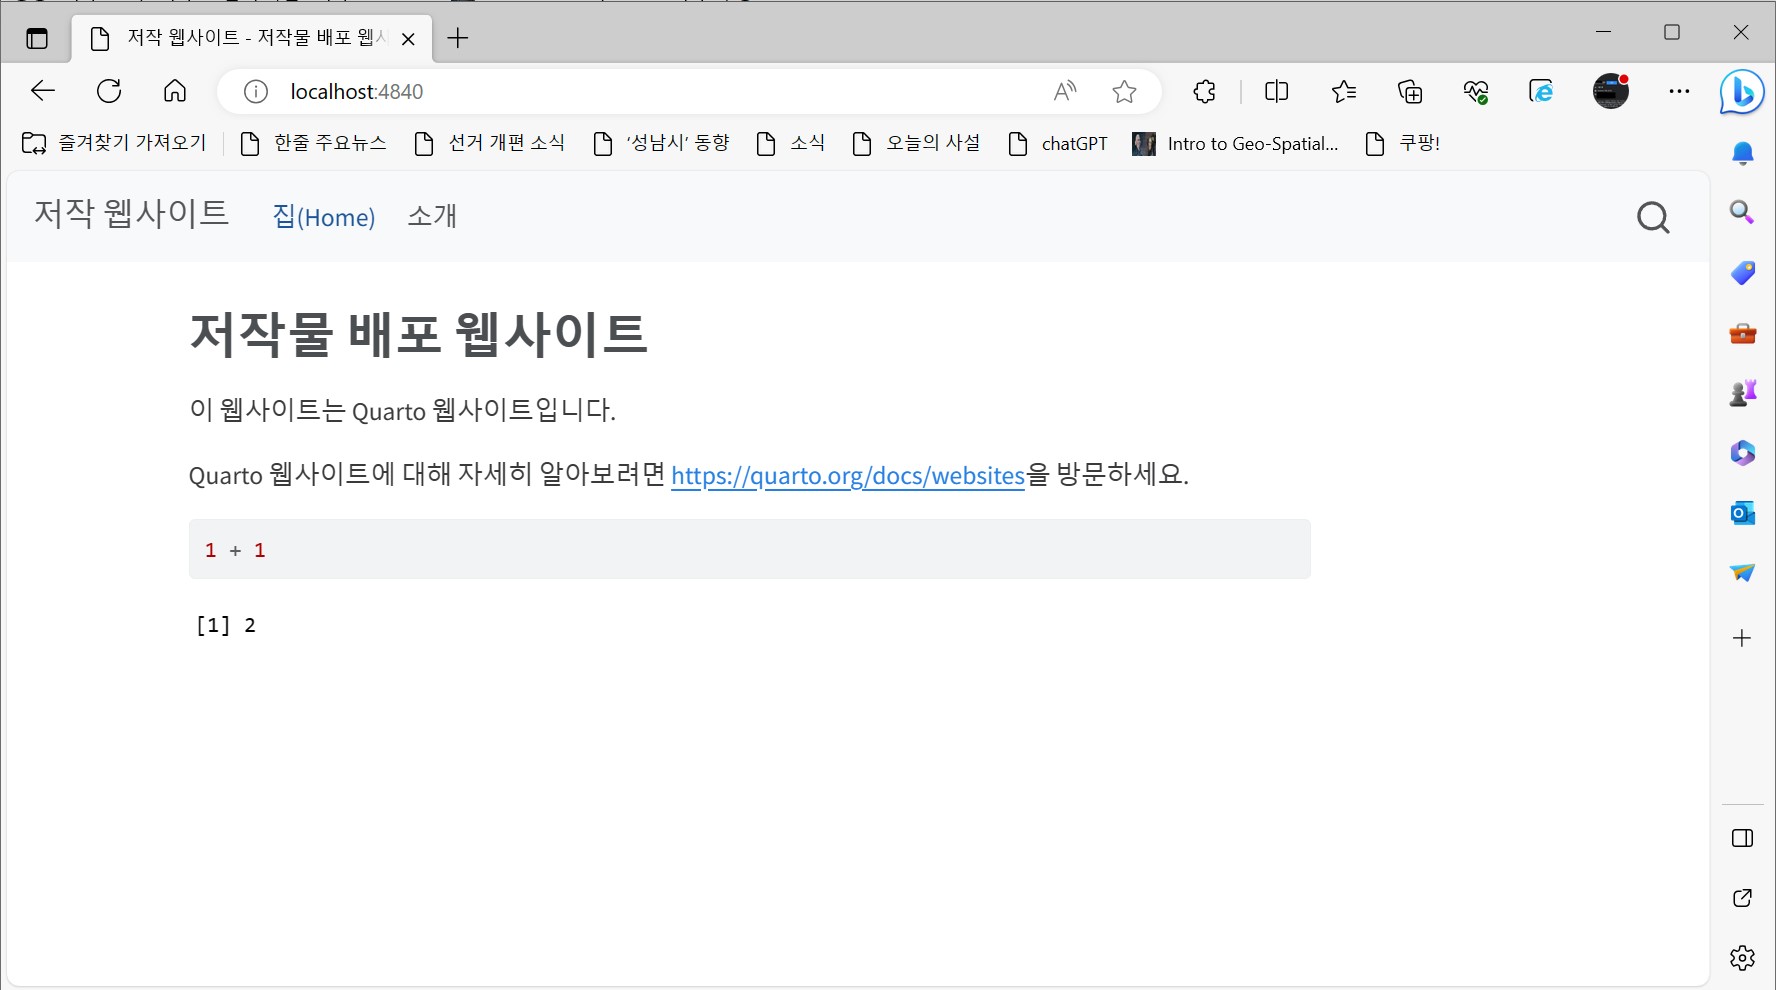 저작 웹사이트 - 저작물 배포 웹사
localhost:4840
즐겨찾기 가져오기 한줄 주요뉴스 선거 개편 소식 '성남시' 동향 소식 오늘의 사설 chatGPT Intro to Geo-Spatial... 쿠팡!
저작 웹사이트 집(Home) 소개
저작물 배포 웹사이트
이 웹사이트는 Quarto 웹사이트입니다.
Quarto 웹사이트에 대해 자세히 알아보려면 https://quarto.org/docs/websites을 방문하세요.
1 + 1
[1] 2